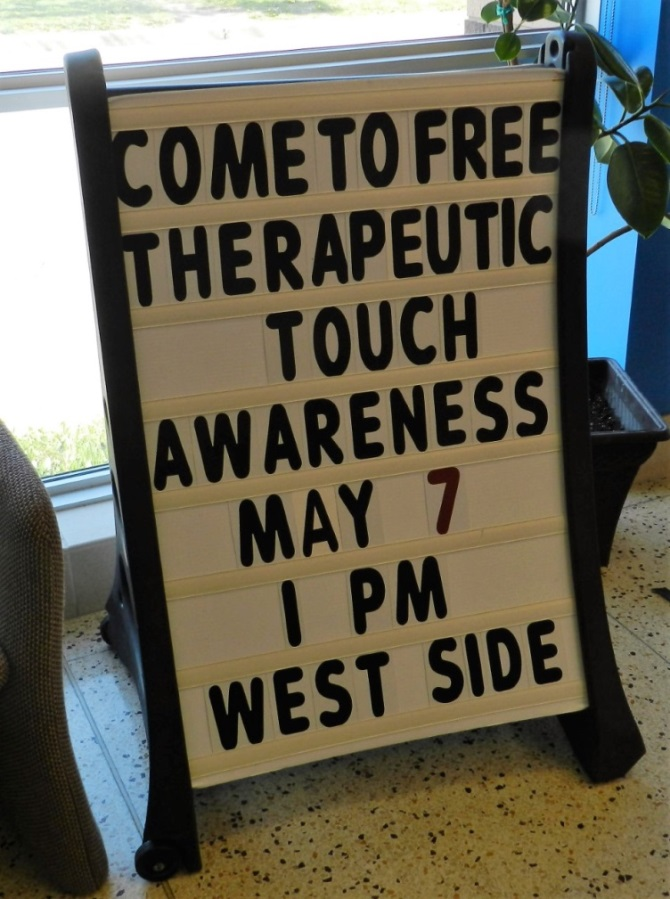 COME TO FREE
THERAPEUTIC
TOUCH
AWARENESS
MAY 7
1 PM
WEST SIDE